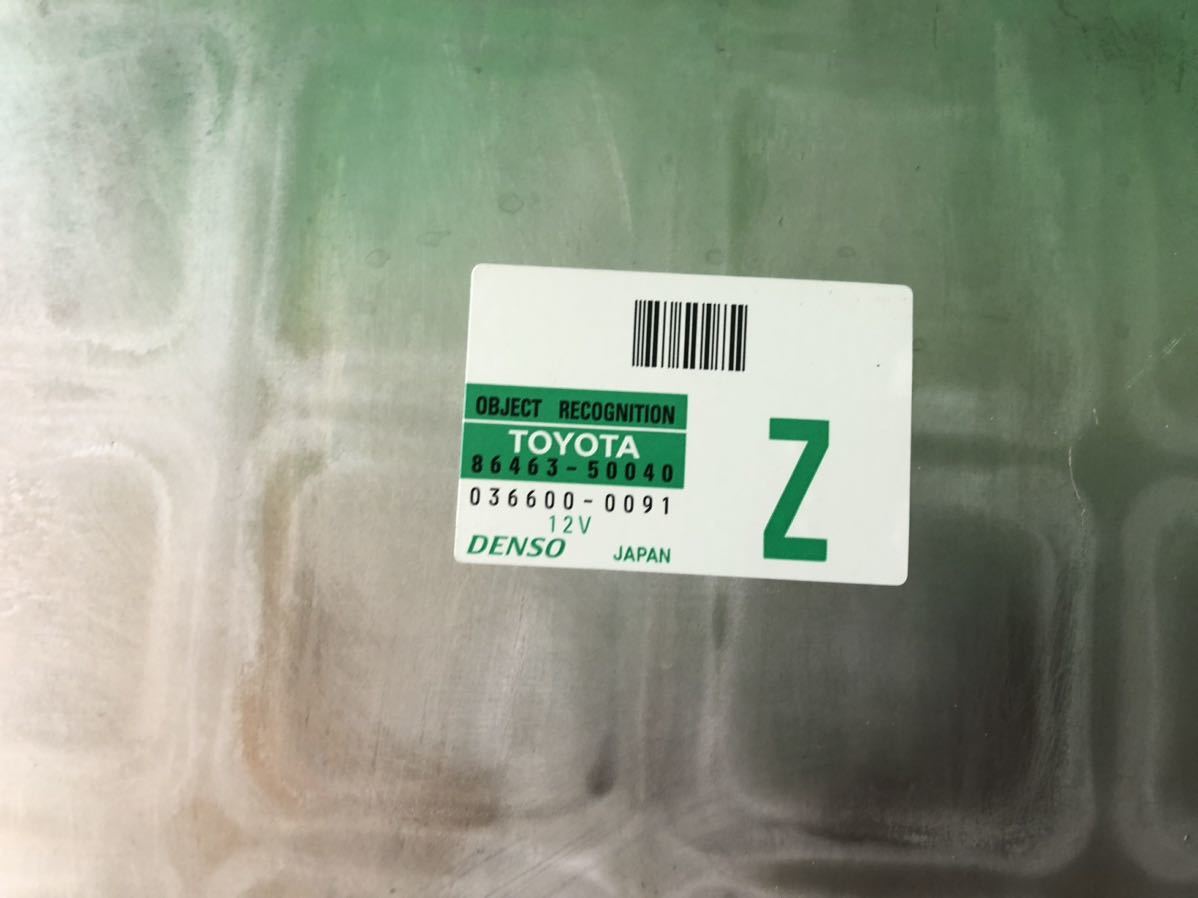 OBJECT RECOGNITION
TOYOTA
86463-50040
036600-0091
12V
DENSO JAPAN
Z